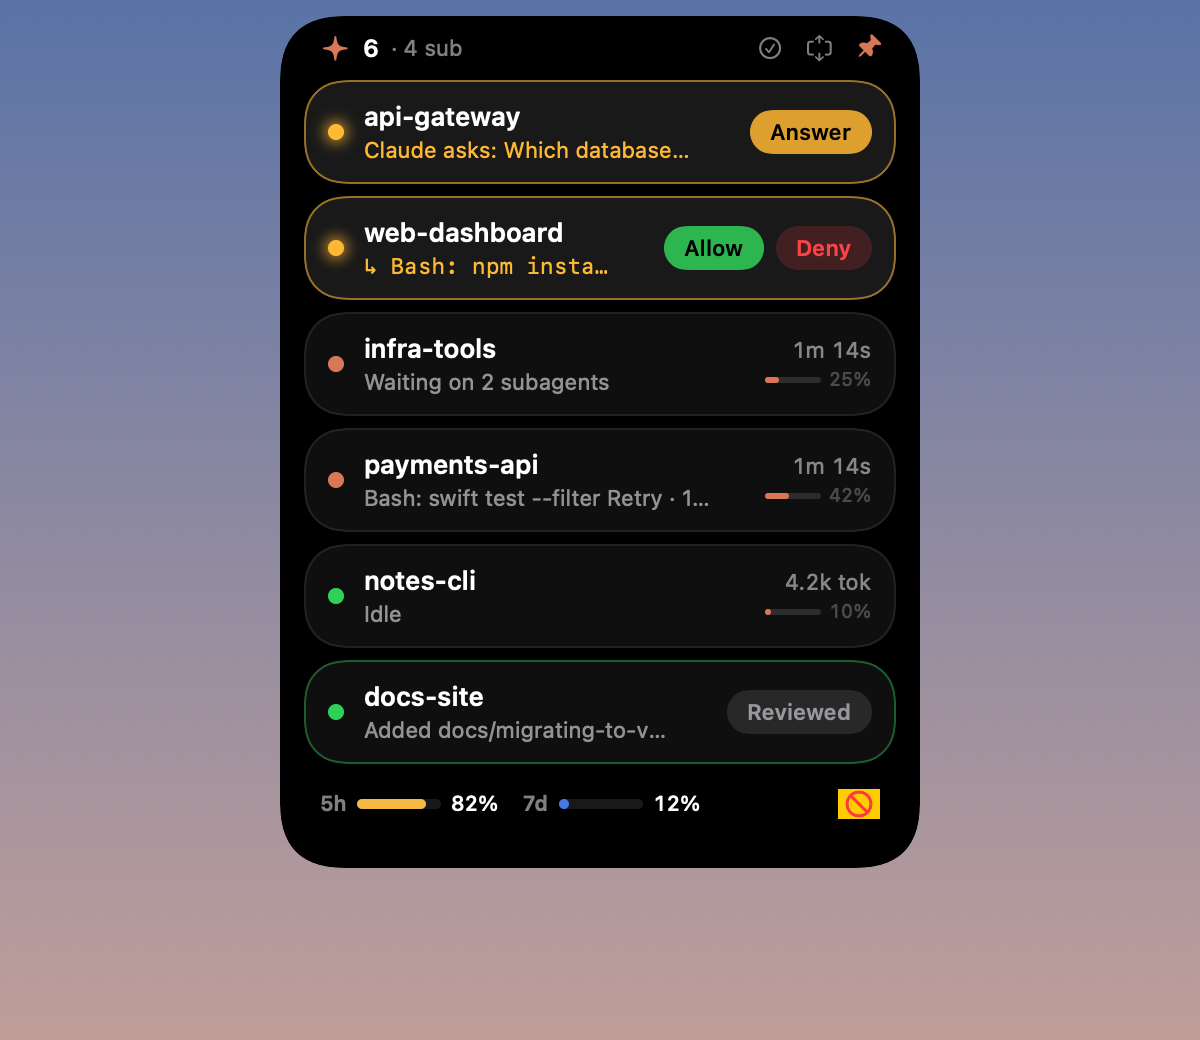 6 · 4 sub
api-gateway
Claude asks: Which database...
Answer
web-dashboard
↳ Bash: npm insta…
Allow
Deny
infra-tools
Waiting on 2 subagents
1m 14s
25%
payments-api
Bash: swift test --filter Retry · 1...
1m 14s
42%
notes-cli
Idle
4.2k tok
10%
docs-site
Added docs/migrating-to-v...
Reviewed
5h 82% 7d 12%